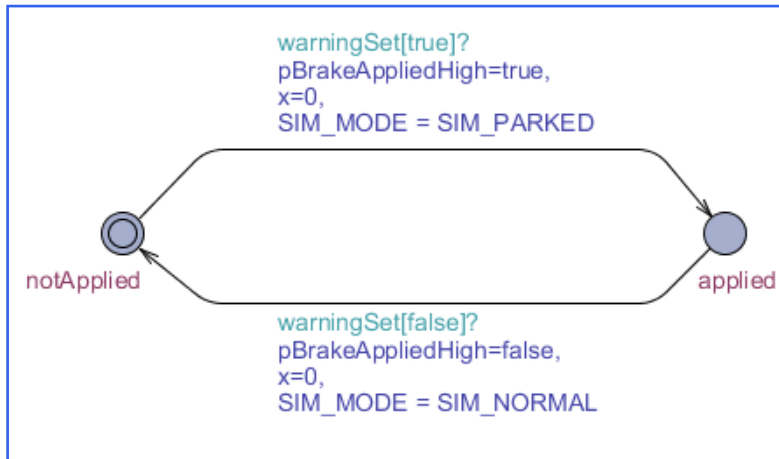 warningSet[true]?
pBrakeAppliedHigh=true,
x=0,
SIM_MODE = SIM_PARKED
notApplied
applied
warningSet[false]?
pBrakeAppliedHigh=false,
x=0,
SIM_MODE = SIM_NORMAL